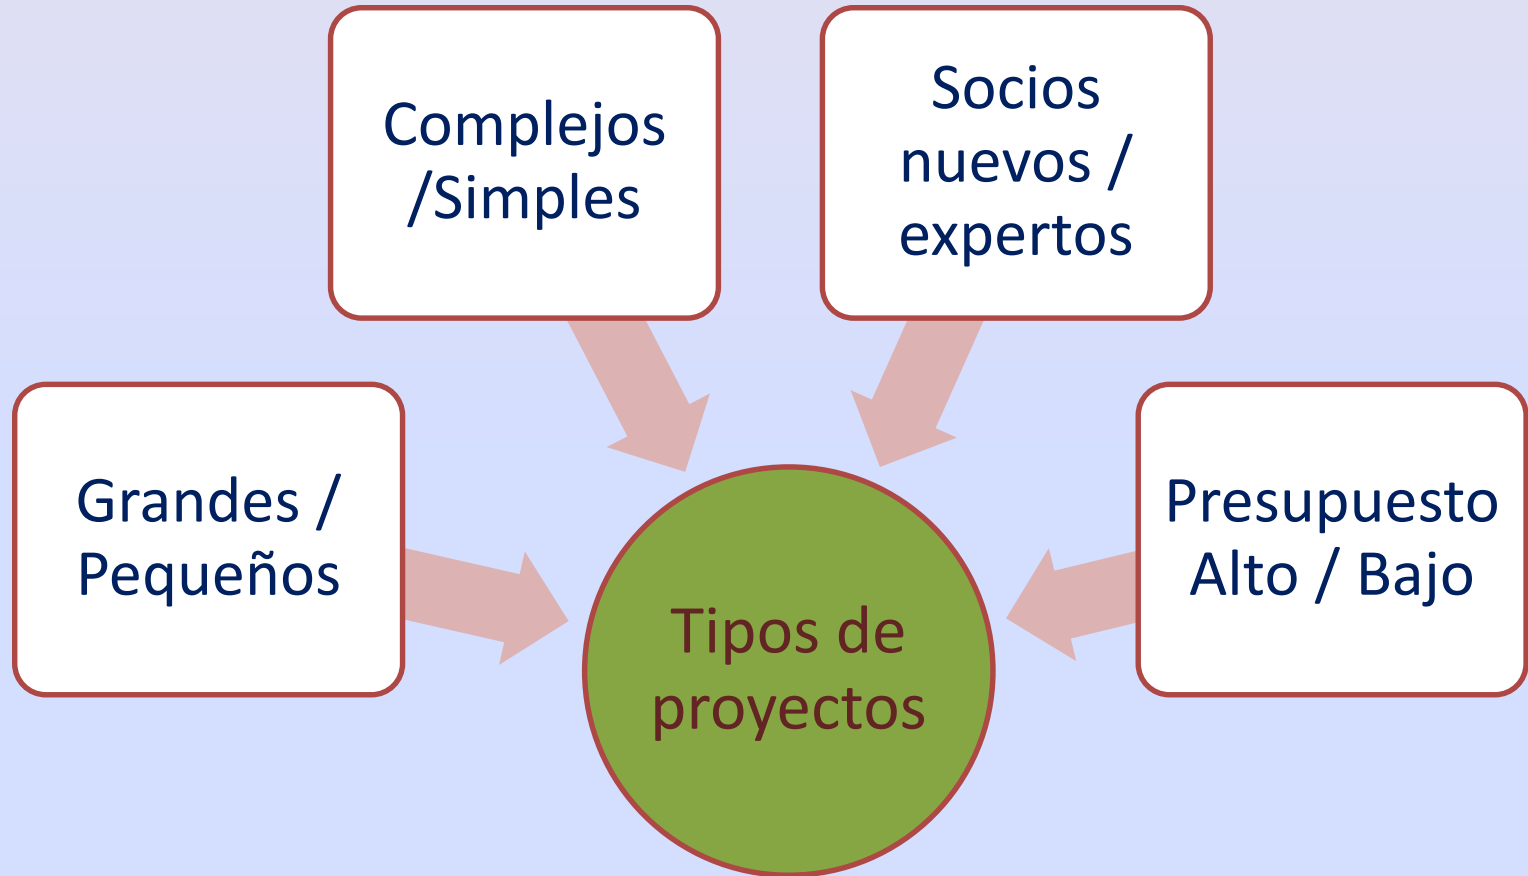 Complejos
/Simples
Socios
nuevos /
expertos
Grandes /
Pequeños
Presupuesto
Alto / Bajo
Tipos de
proyectos